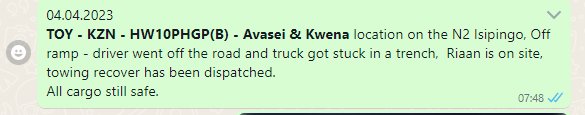 04.04.2023
TOY - KZN - HW10PHGP(B) - Avasei & Kwena location on the N2 Isipingo, Off
ramp - driver went off the road and truck got stuck in a trench,  Riaan is on site,
towing recover has been dispatched.
All cargo still safe.
07:48